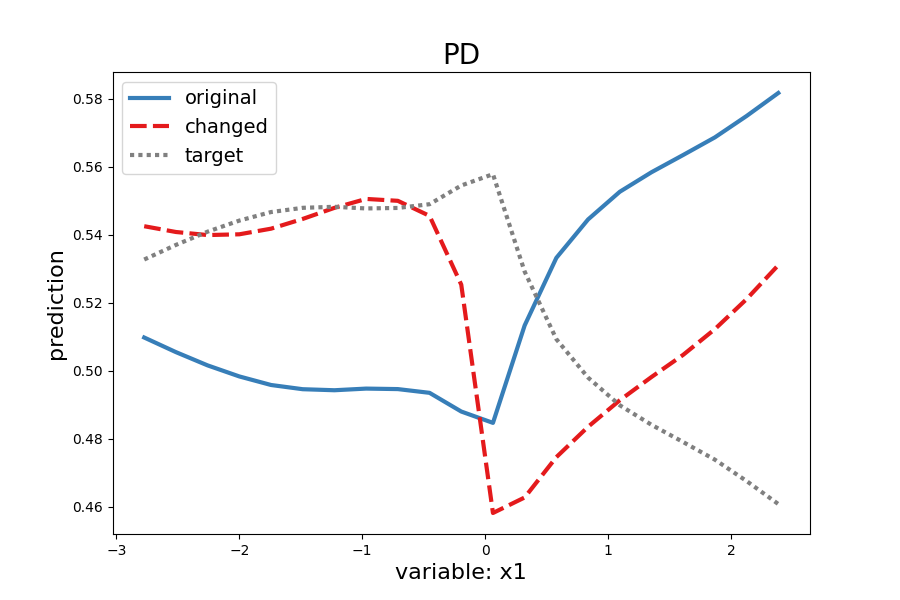 PD
original
changed
target
0.58
0.56
0.54
0.52
0.50
0.48
0.46
prediction
−3 −2 −1 0 1 2
variable: x1